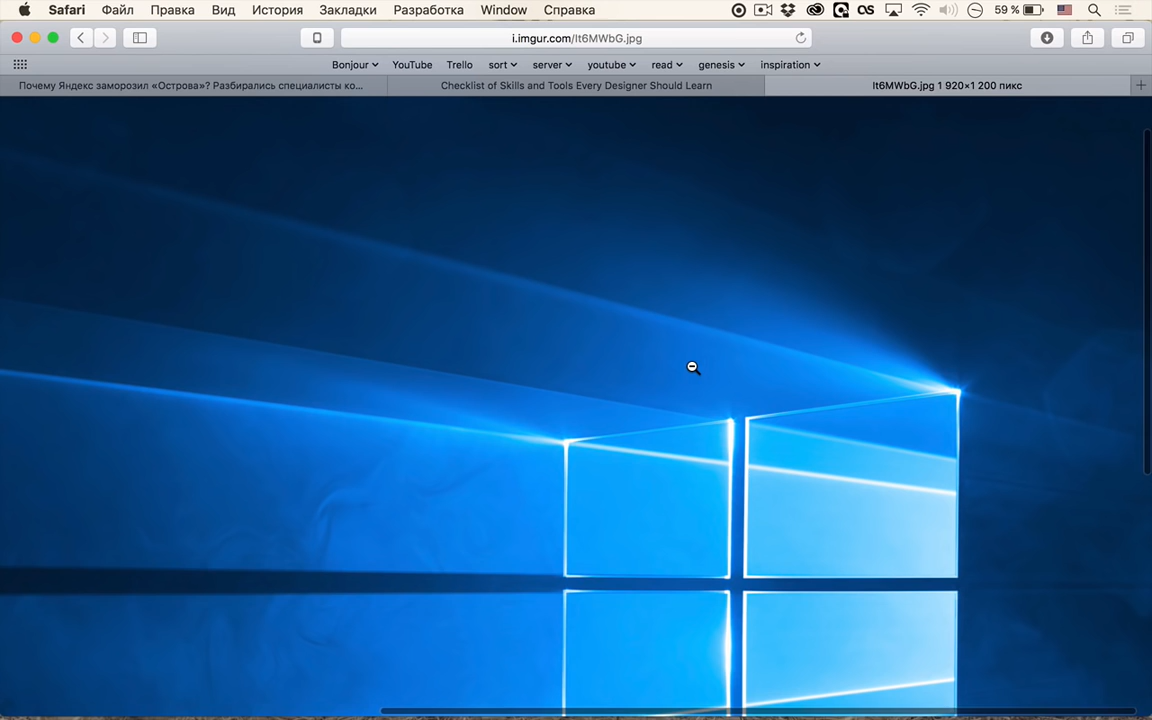 Safari Файл Правка Вид История Закладки Разработка Window Справка 59 %
i.imgur.com/It6MWbG.jpg
Bonjour YouTube Trello sort server youtube read genesis inspiration
Почему Яндекс заморозил «Острова»? Разбирались специалисты ко... Checklist of Skills and Tools Every Designer Should Learn It6MWbG.jpg 1 920×1 200 пикс